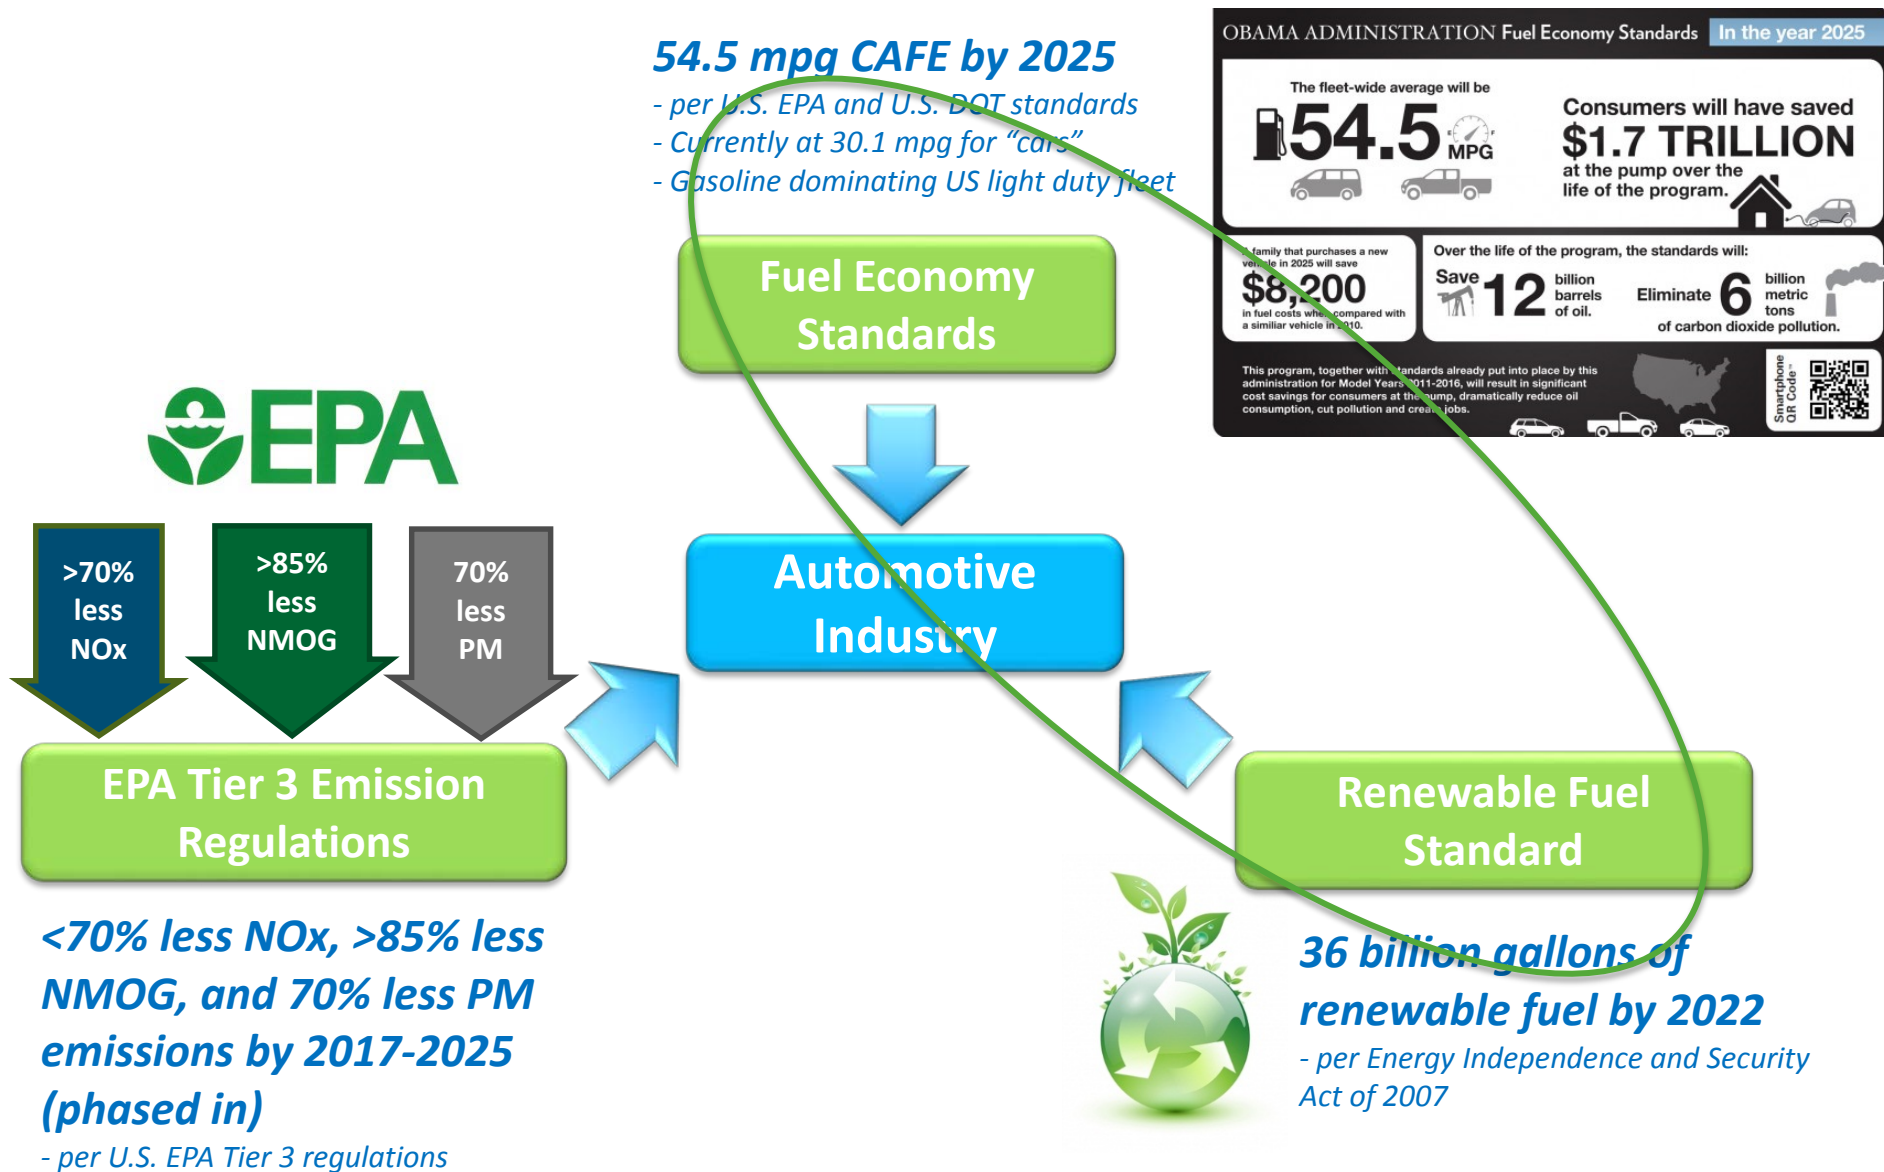 54.5 mpg CAFE by 2025
- per U.S. EPA and U.S. DOT standards
- Currently at 30.1 mpg for “cars”
- Gasoline dominating US light duty fleet
OBAMA ADMINISTRATION Fuel Economy Standards
In the year 2025
The fleet-wide average will be
54.5 MPG
E F
Consumers will have saved
$1.7 TRILLION
at the pump over the
life of the program.
A family that purchases a new
vehicle in 2025 will save
$8,200
in fuel costs when compared with
a similiar vehicle in 2010.
Over the life of the program, the standards will:
Save 12 billion
barrels
of oil.
Eliminate 6 billion
metric
tons
of carbon dioxide pollution.
This program, together with standards already put into place by this
administration for Model Years 2011-2016, will result in significant
cost savings for consumers at the pump, dramatically reduce oil
consumption, cut pollution and create jobs.
Smartphone
QR Code™
Fuel Economy
Standards
EPA
>70%
less
NOx
>85%
less
NMOG
70%
less
PM
Automotive
Industry
EPA Tier 3 Emission
Regulations
Renewable Fuel
Standard
<70% less NOx, >85% less
NMOG, and 70% less PM
emissions by 2017-2025
(phased in)
- per U.S. EPA Tier 3 regulations
36 billion gallons of
renewable fuel by 2022
- per Energy Independence and Security
Act of 2007